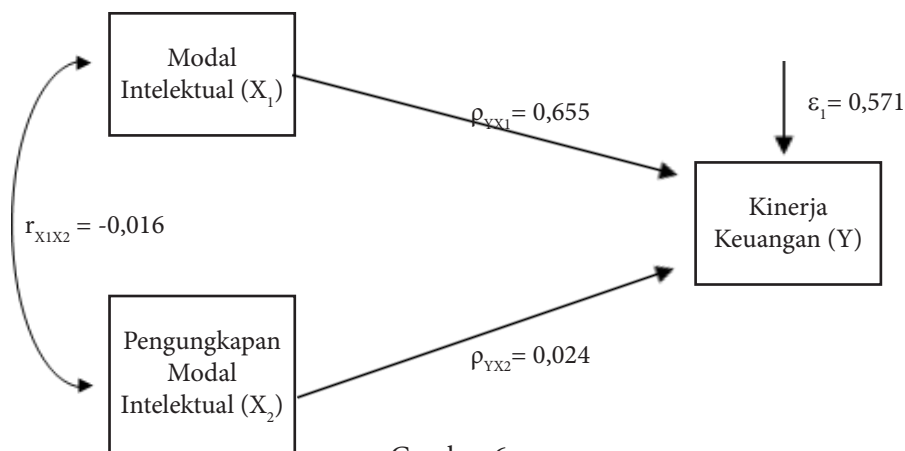 Modal
Intelektual (X₁)
ρYX1= 0,655
ε₁= 0,571
Kinerja
Keuangan (Y)
rX1X2 = -0,016
Pengungkapan
Modal
Intelektual (X₂)
ρYX2= 0,024